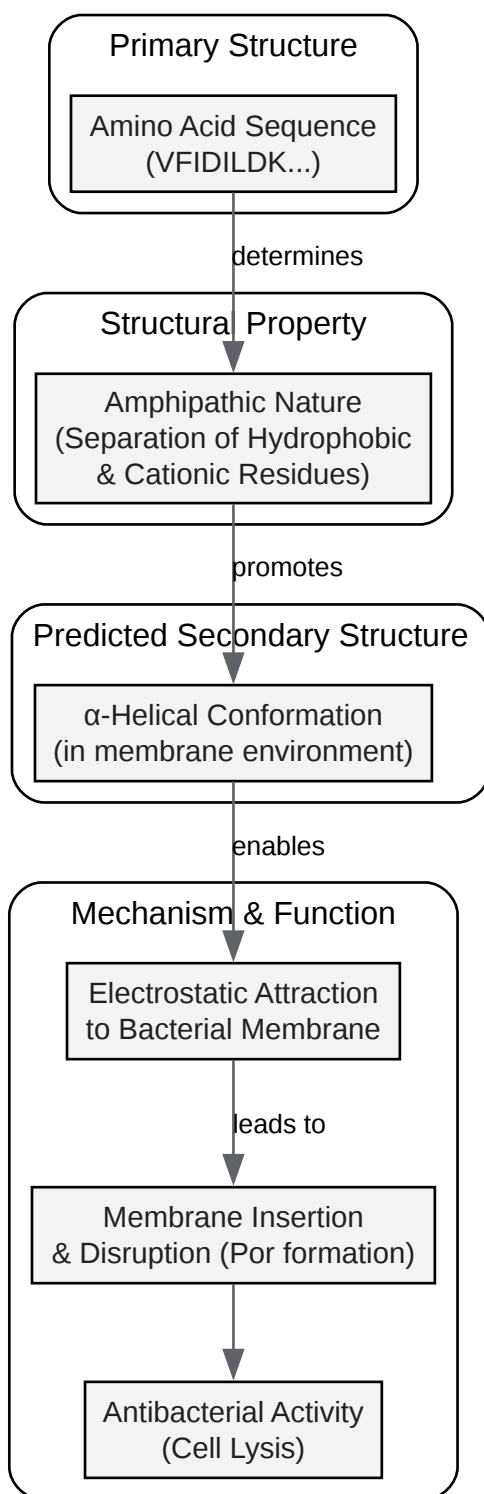 Primary Structure
Amino Acid Sequence
(VFIDILDK...)
determines
Structural Property
Amphipathic Nature
(Separation of Hydrophobic
& Cationic Residues)
promotes
Predicted Secondary Structure
α-Helical Conformation
(in membrane environment)
enables
Mechanism & Function
Electrostatic Attraction
to Bacterial Membrane
leads to
Membrane Insertion
& Disruption (Por formation)
Antibacterial Activity
(Cell Lysis)